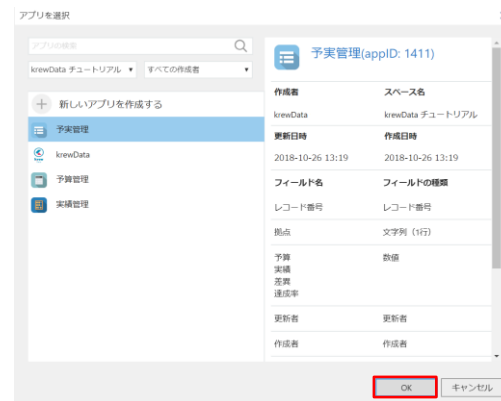 アプリを選択
アプリの検索
krewData チュートリアル ▼ すべての作成者 ▼
新しいアプリを作成する
予実管理
krewData
予算管理
実績管理
予実管理(appID: 1411)
作成者 スペース名
krewData krewData チュートリアル
更新日時 作成日時
2018-10-26 13:19 2018-10-26 13:19
フィールド名 フィールドの種類
レコード番号 レコード番号
拠点 文字列（1行）
予算 数値
実績
差異
達成率
更新者 更新者
作成者 作成者
OK キャンセル